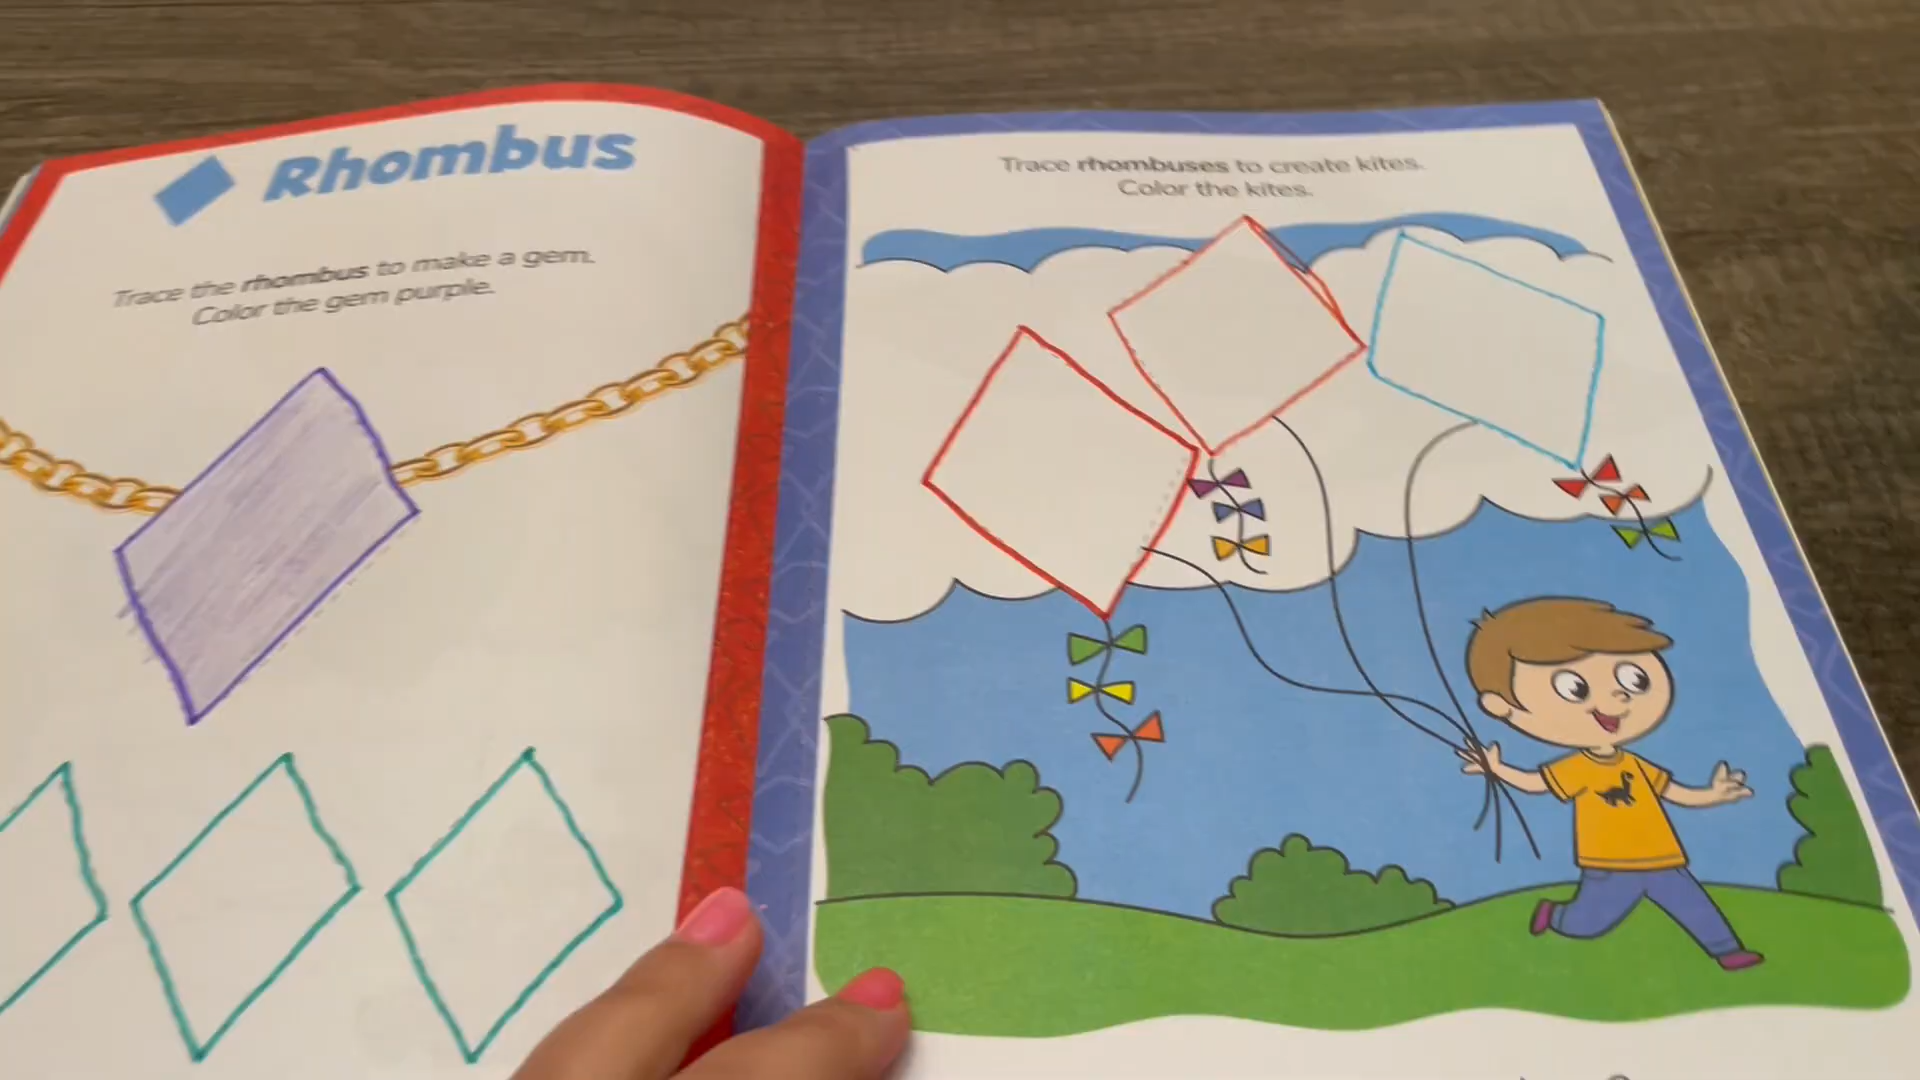 Rhombus
Trace the rhombus to make a gem.
Color the gem purple.
Trace rhombuses to create kites.
Color the kites.